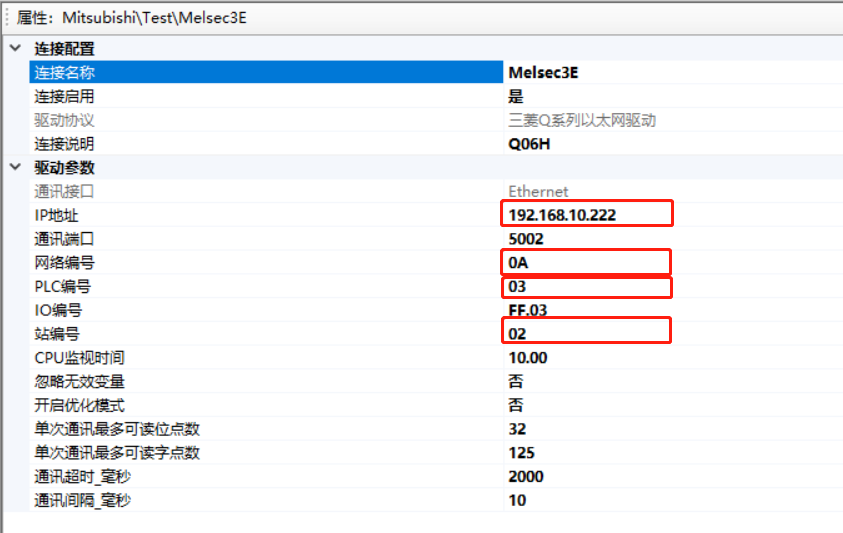 属性：Mitsubishi\Test\Melsec3E
连接配置
连接名称 Melsec3E
连接启用 是
驱动协议 三菱Q系列以太网驱动
连接说明 Q06H
驱动参数
通讯接口 Ethernet
IP地址 192.168.10.222
通讯端口 5002
网络编号 0A
PLC编号 03
IO编号 FF.03
站编号 02
CPU监视时间 10.00
忽略无效变量 否
开启优化模式 否
单次通讯最多可读位点数 32
单次通讯最多可读字点数 125
通讯超时_毫秒 2000
通讯间隔_毫秒 10